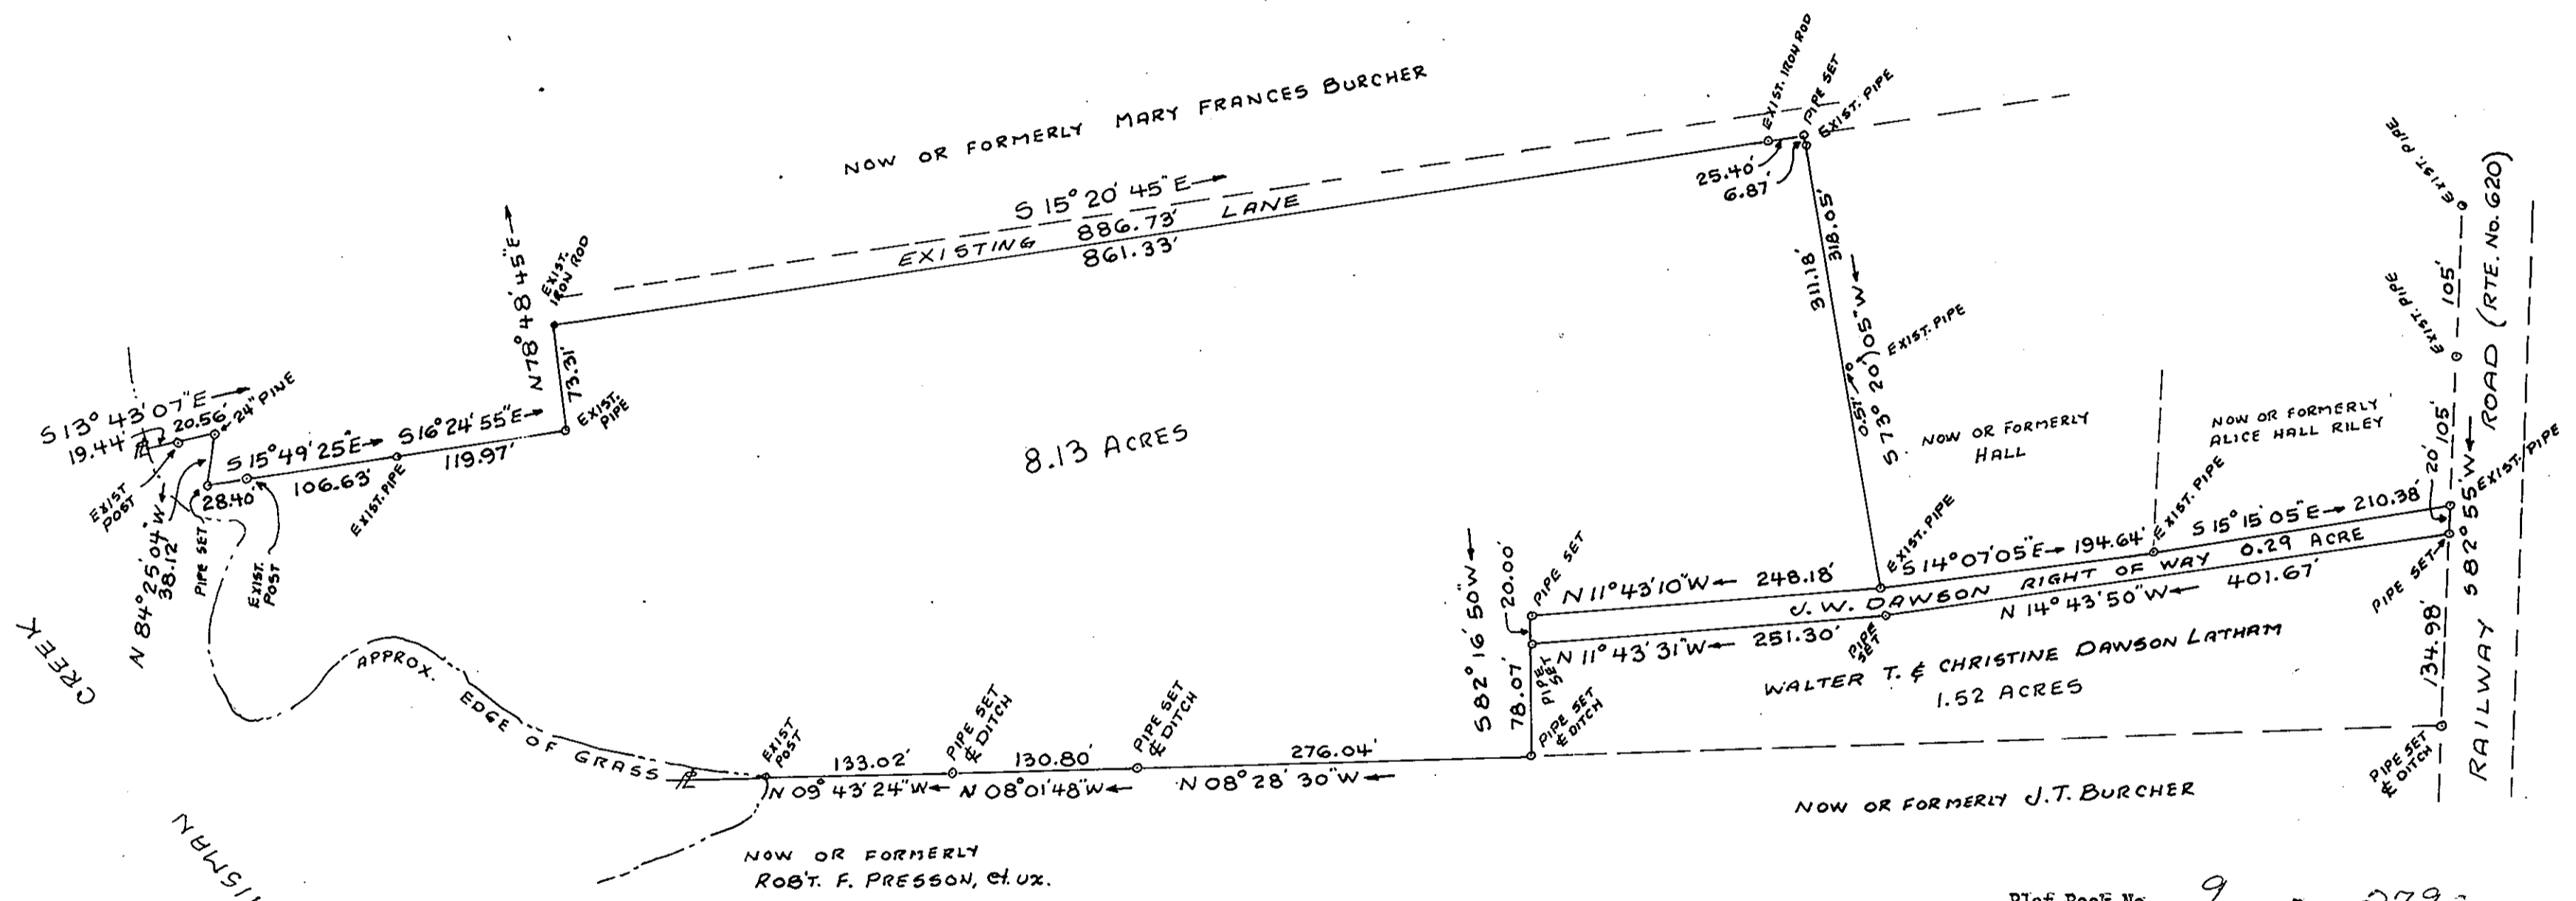 NOW OR FORMERLY MARY FRANCES BURCHER
EXIST. IRON ROD
PIPE SET
EXIST. PIPE
25.40'
6.87'
S 15° 20' 45" E
886.73'
EXISTING LANE
861.33'
N 78° 48' 45" E
EXIST. IRON ROD
73.31'
EXIST. PIPE
S 13° 43' 07" E
19.44'
20.56'
24" PINE
S 15° 49' 25" E
S 16° 24' 55" E
28.40'
106.63'
119.97'
EXIST POST
EXIST. PIPE
N 84° 25' 04" W
38.12'
PIPE SET
EXIST. POST
CREEK
APPROX. EDGE OF GRASS
8.13 ACRES
318.05'
311.18'
S 73° 20' 05" W
0.57'
EXIST. PIPE
NOW OR FORMERLY
HALL
NOW OR FORMERLY
ALICE HALL RILEY
EXIST. PIPE
EXIST. PIPE
105'
105'
20'
EXIST. PIPE
RAILWAY ROAD (RTE. No. 620)
S 82° 55' W
EXIST. PIPE
EXIST. PIPE
S 14° 07' 05" E 194.64'
S 15° 15' 05" E 210.38'
J. W. DAWSON RIGHT OF WAY 0.29 ACRE
N 14° 43' 50" W 401.67'
PIPE SET
134.98'
S 82° 16' 50" W
20.00'
PIPE SET
N 11° 43' 10" W 248.18'
N 11° 43' 31" W 251.30'
PIPE SET
PIPE SET
78.07'
PIPE SET
& DITCH
WALTER T. & CHRISTINE DAWSON LATHAM
1.52 ACRES
PIPE SET
& DITCH
EXIST POST
133.02'
PIPE SET
& DITCH
130.80'
PIPE SET
& DITCH
276.04'
N 09° 43' 24" W
N 08° 01' 48" W
N 08° 28' 30" W
NOW OR FORMERLY J.T. BURCHER
NOW OR FORMERLY
ROB'T. F. PRESSON, et. ux.
Plat Book No. 9